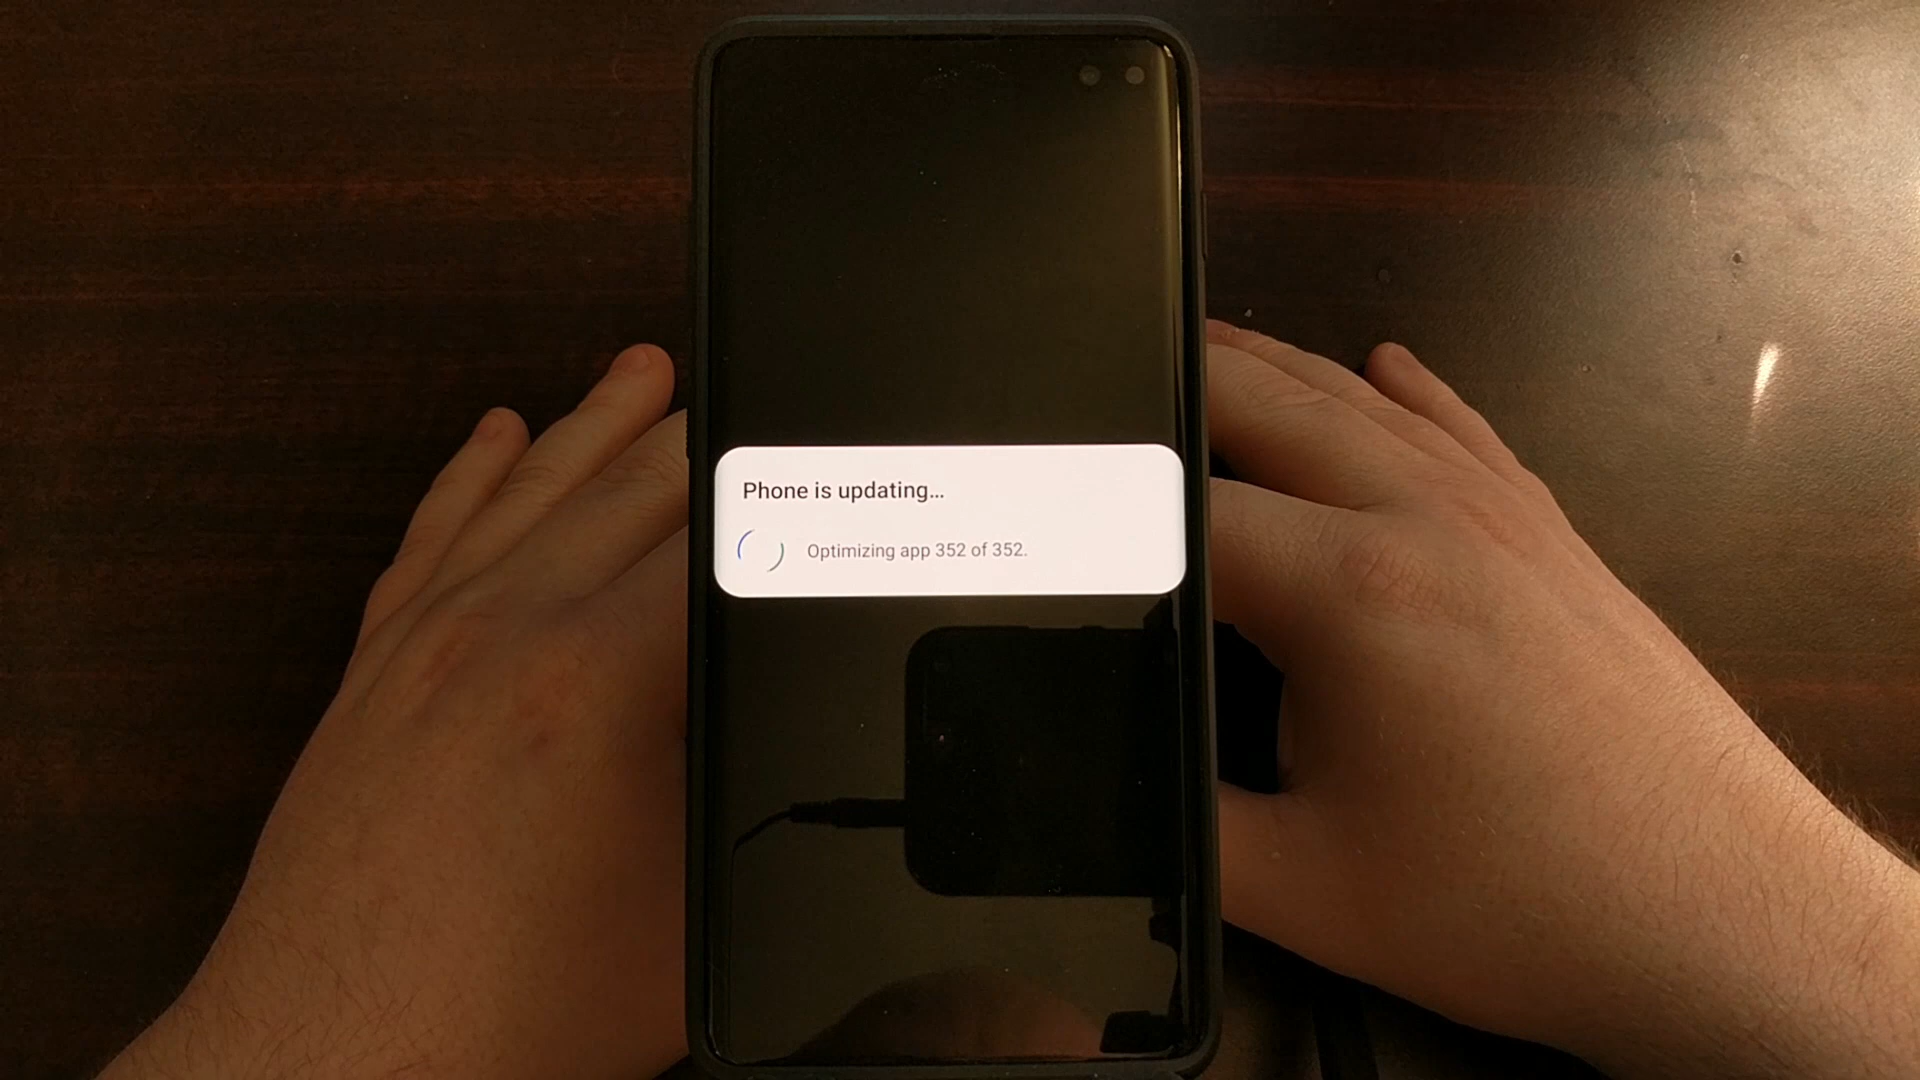 Phone is updating...
Optimizing app 352 of 352.